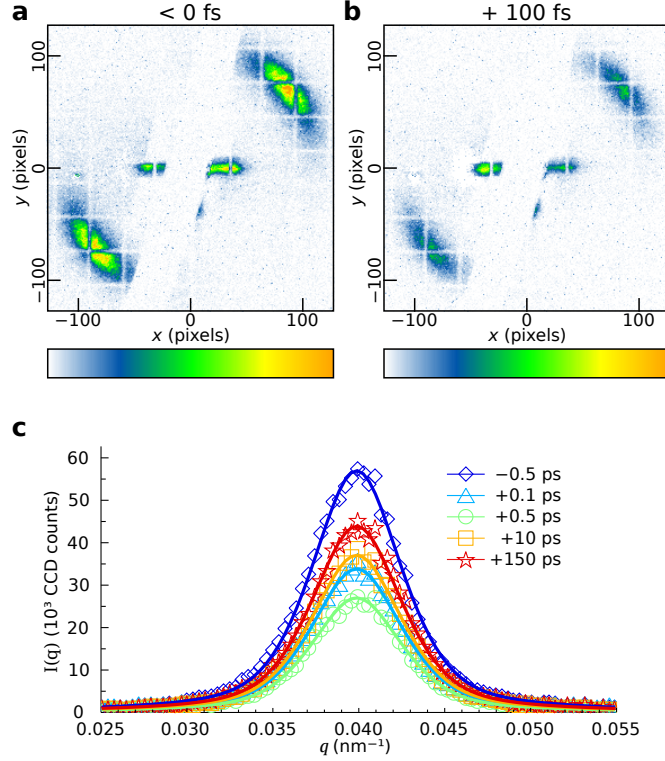 a
< 0 fs
y (pixels)
100
0
−100
−100
0
100
x (pixels)
b
+ 100 fs
y (pixels)
100
0
−100
−100
0
100
x (pixels)
c
I(q) (10³ CCD counts)
60
50
40
30
20
10
0
0.025
0.030
0.035
0.040
0.045
0.050
0.055
q (nm⁻¹)
−0.5 ps
+0.1 ps
+0.5 ps
+10 ps
+150 ps